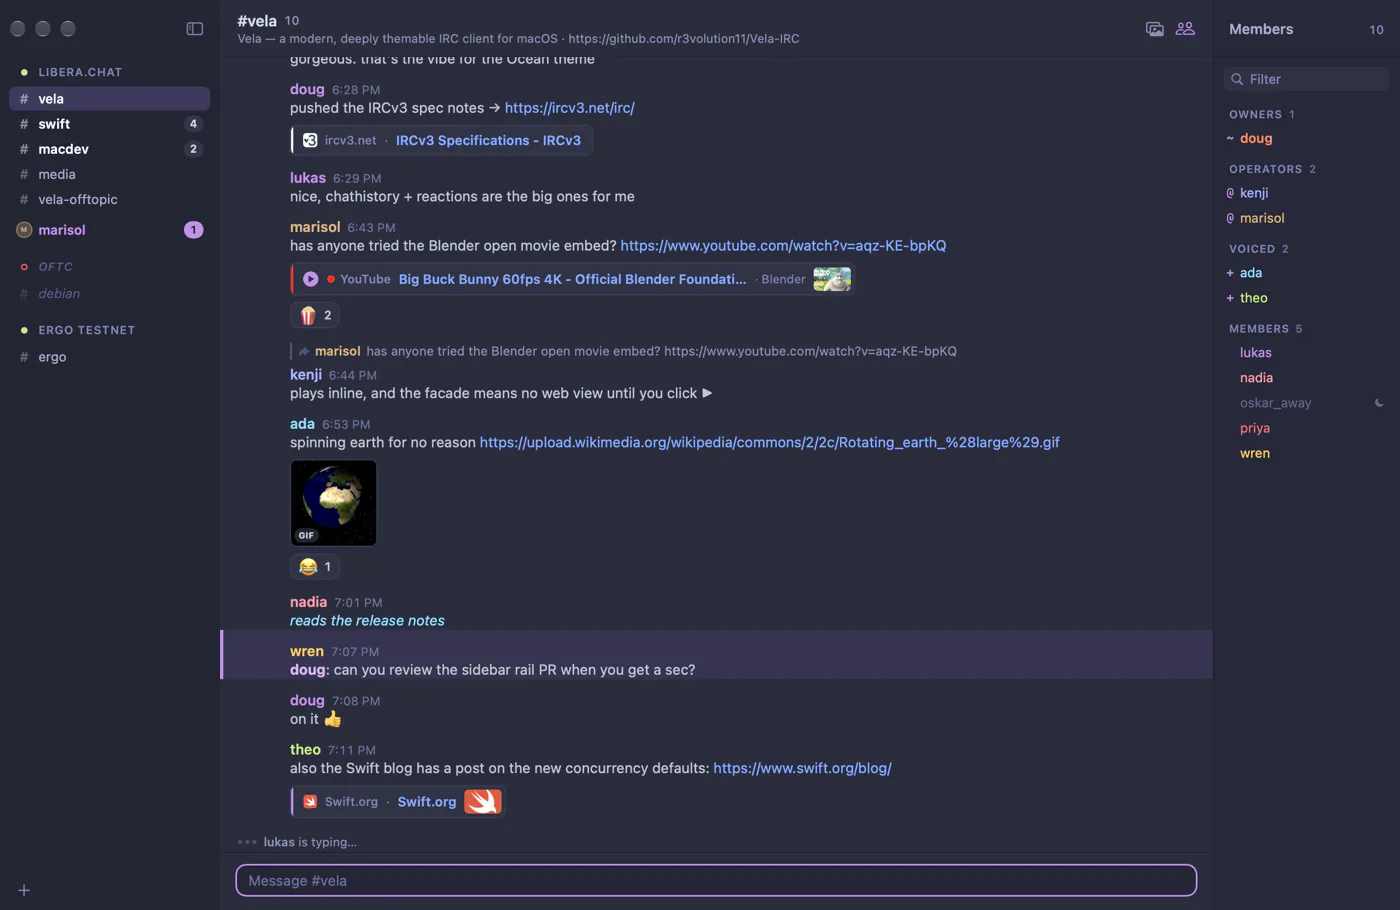 LIBERA.CHAT
# vela
# swift 4
# macdev 2
# media
# vela-offtopic
M marisol 1
OFTC
# debian
ERGO TESTNET
# ergo
+
#vela 10
Vela — a modern, deeply themable IRC client for macOS · https://github.com/r3volution11/Vela-IRC
gorgeous. that's the vibe for the Ocean theme
doug 6:28 PM
pushed the IRCv3 spec notes → https://ircv3.net/irc/
v3 ircv3.net · IRCv3 Specifications - IRCv3
lukas 6:29 PM
nice, chathistory + reactions are the big ones for me
marisol 6:43 PM
has anyone tried the Blender open movie embed? https://www.youtube.com/watch?v=aqz-KE-bpKQ
YouTube Big Buck Bunny 60fps 4K - Official Blender Foundati... · Blender
🍿 2
marisol has anyone tried the Blender open movie embed? https://www.youtube.com/watch?v=aqz-KE-bpKQ
kenji 6:44 PM
plays inline, and the facade means no web view until you click ▶
ada 6:53 PM
spinning earth for no reason https://upload.wikimedia.org/wikipedia/commons/2/2c/Rotating_earth_%28large%29.gif
GIF
😂 1
nadia 7:01 PM
reads the release notes
wren 7:07 PM
doug: can you review the sidebar rail PR when you get a sec?
doug 7:08 PM
on it 👍
theo 7:11 PM
also the Swift blog has a post on the new concurrency defaults: https://www.swift.org/blog/
Swift.org · Swift.org
lukas is typing...
Message #vela
Members 10
Filter
OWNERS 1
~ doug
OPERATORS 2
@ kenji
@ marisol
VOICED 2
+ ada
+ theo
MEMBERS 5
lukas
nadia
oskar_away
priya
wren